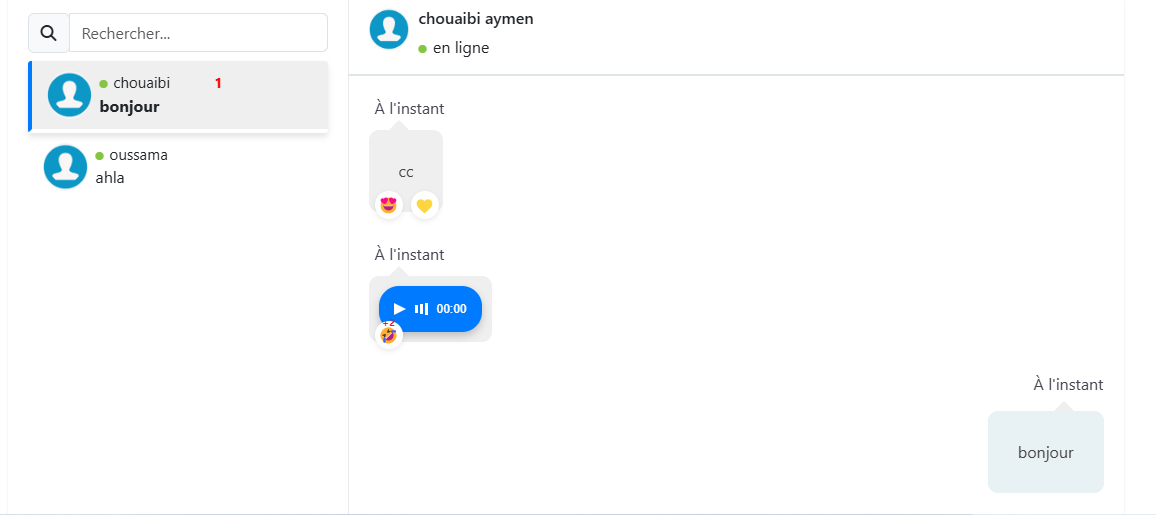 Rechercher...
chouaibi 1
bonjour
oussama
ahla
chouaibi aymen
en ligne
À l'instant
cc
À l'instant
00:00
+2
À l'instant
bonjour